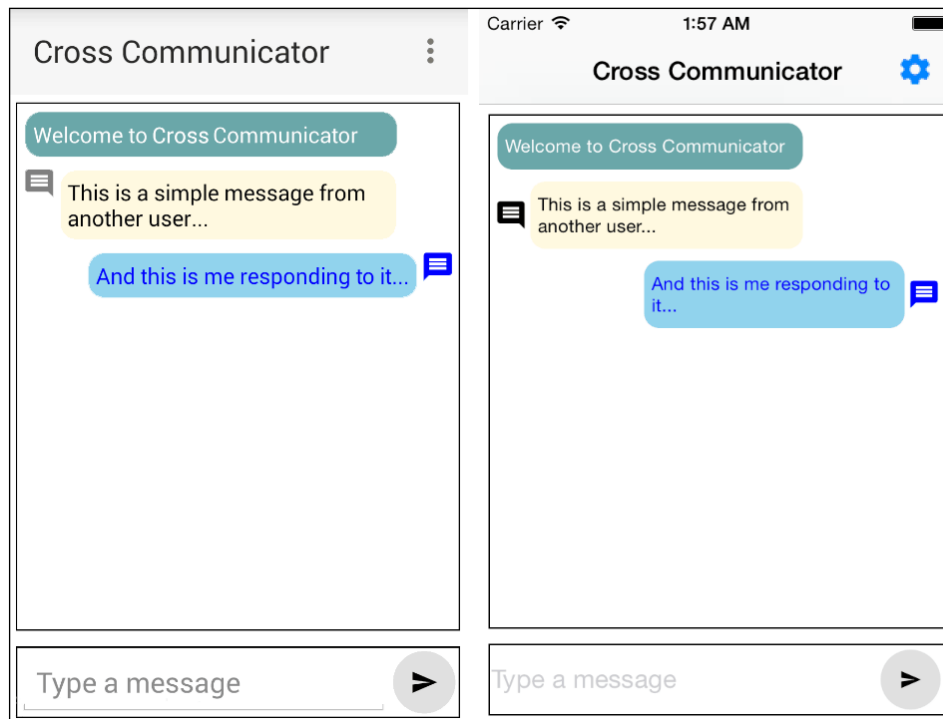 Cross Communicator
Welcome to Cross Communicator
This is a simple message from
another user...
And this is me responding to it...
Type a message
Carrier
1:57 AM
Cross Communicator
Welcome to Cross Communicator
This is a simple message from
another user...
And this is me responding to
it...
Type a message